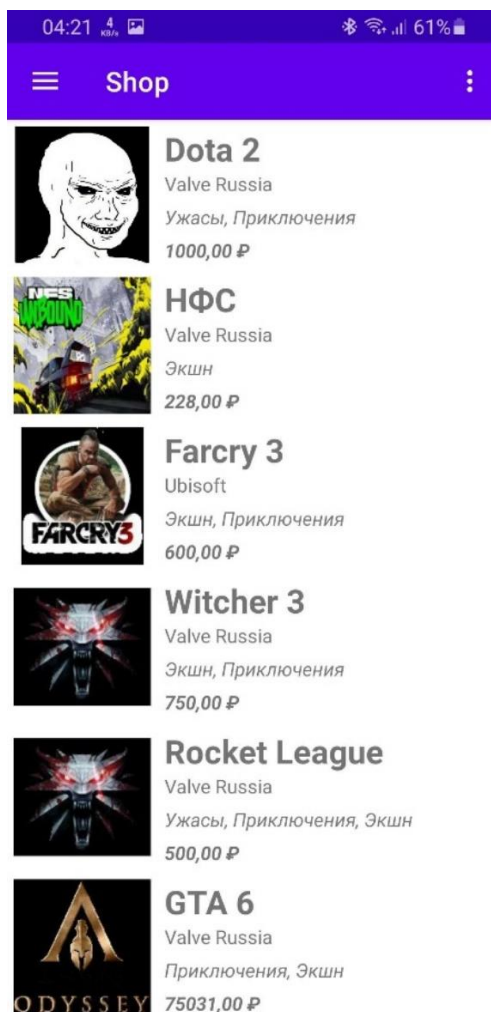 04:21 4 KB/s 61%
Shop
Dota 2
Valve Russia
Ужасы, Приключения
1000,00 ₽
NFS
UNBOUND
НФС
Valve Russia
Экшн
228,00 ₽
FARCRY3
Farcry 3
Ubisoft
Экшн, Приключения
600,00 ₽
Witcher 3
Valve Russia
Экшн, Приключения
750,00 ₽
Rocket League
Valve Russia
Ужасы, Приключения, Экшн
500,00 ₽
ODYSSEY
GTA 6
Valve Russia
Приключения, Экшн
75031,00 ₽